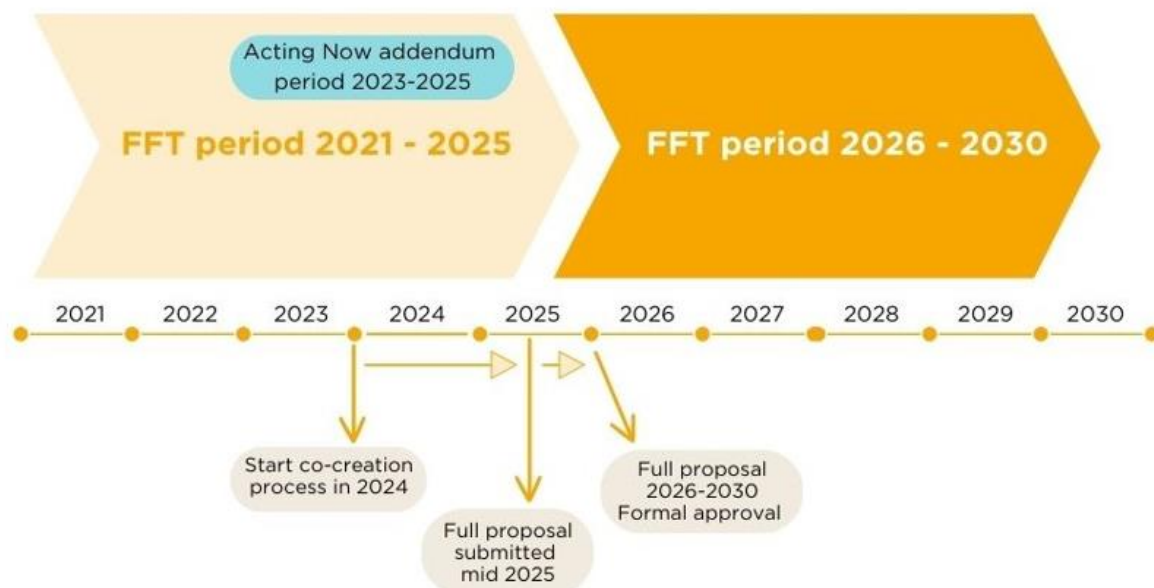 Acting Now addendum
period 2023-2025
FFT period 2021 - 2025
FFT period 2026 - 2030
2021
2022
2023
2024
2025
2026
2027
2028
2029
2030
Start co-creation
process in 2024
Full proposal
submitted
mid 2025
Full proposal
2026-2030
Formal approval